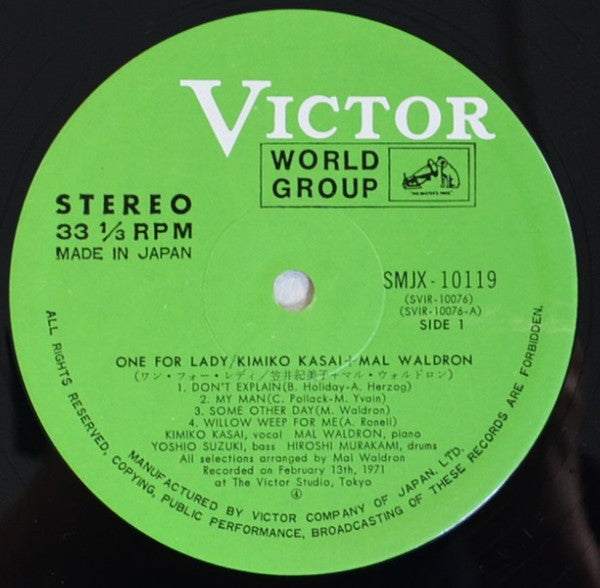 VICTOR
WORLD
GROUP
"HIS MASTER'S VOICE"
STEREO
33 ⅓ RPM
MADE IN JAPAN
SMJX-10119
(SVIR-10076)
(SVIR-10076-A)
SIDE 1
ONE FOR LADY/KIMIKO KASAI+MAL WALDRON
(ワン・フォー・レディ/笠井紀美子+マル・ウォルドロン)
1. DON'T EXPLAIN(B. Holiday-A. Herzog)
2. MY MAN(C. Pollack-M. Yvain)
3. SOME OTHER DAY(M. Waldron)
4. WILLOW WEEP FOR ME(A. Ronell)
KIMIKO KASAI, vocal MAL WALDRON, piano
YOSHIO SUZUKI, bass HIROSHI MURAKAMI, drums
All selections arranged by Mal Waldron
Recorded on February 13th, 1971
at The Victor Studio, Tokyo
④
MANUFACTURED BY VICTOR COMPANY OF JAPAN, LTD.
ALL RIGHTS RESERVED, COPYING, PUBLIC PERFORMANCE, BROADCASTING OF THESE RECORDS ARE FORBIDDEN.